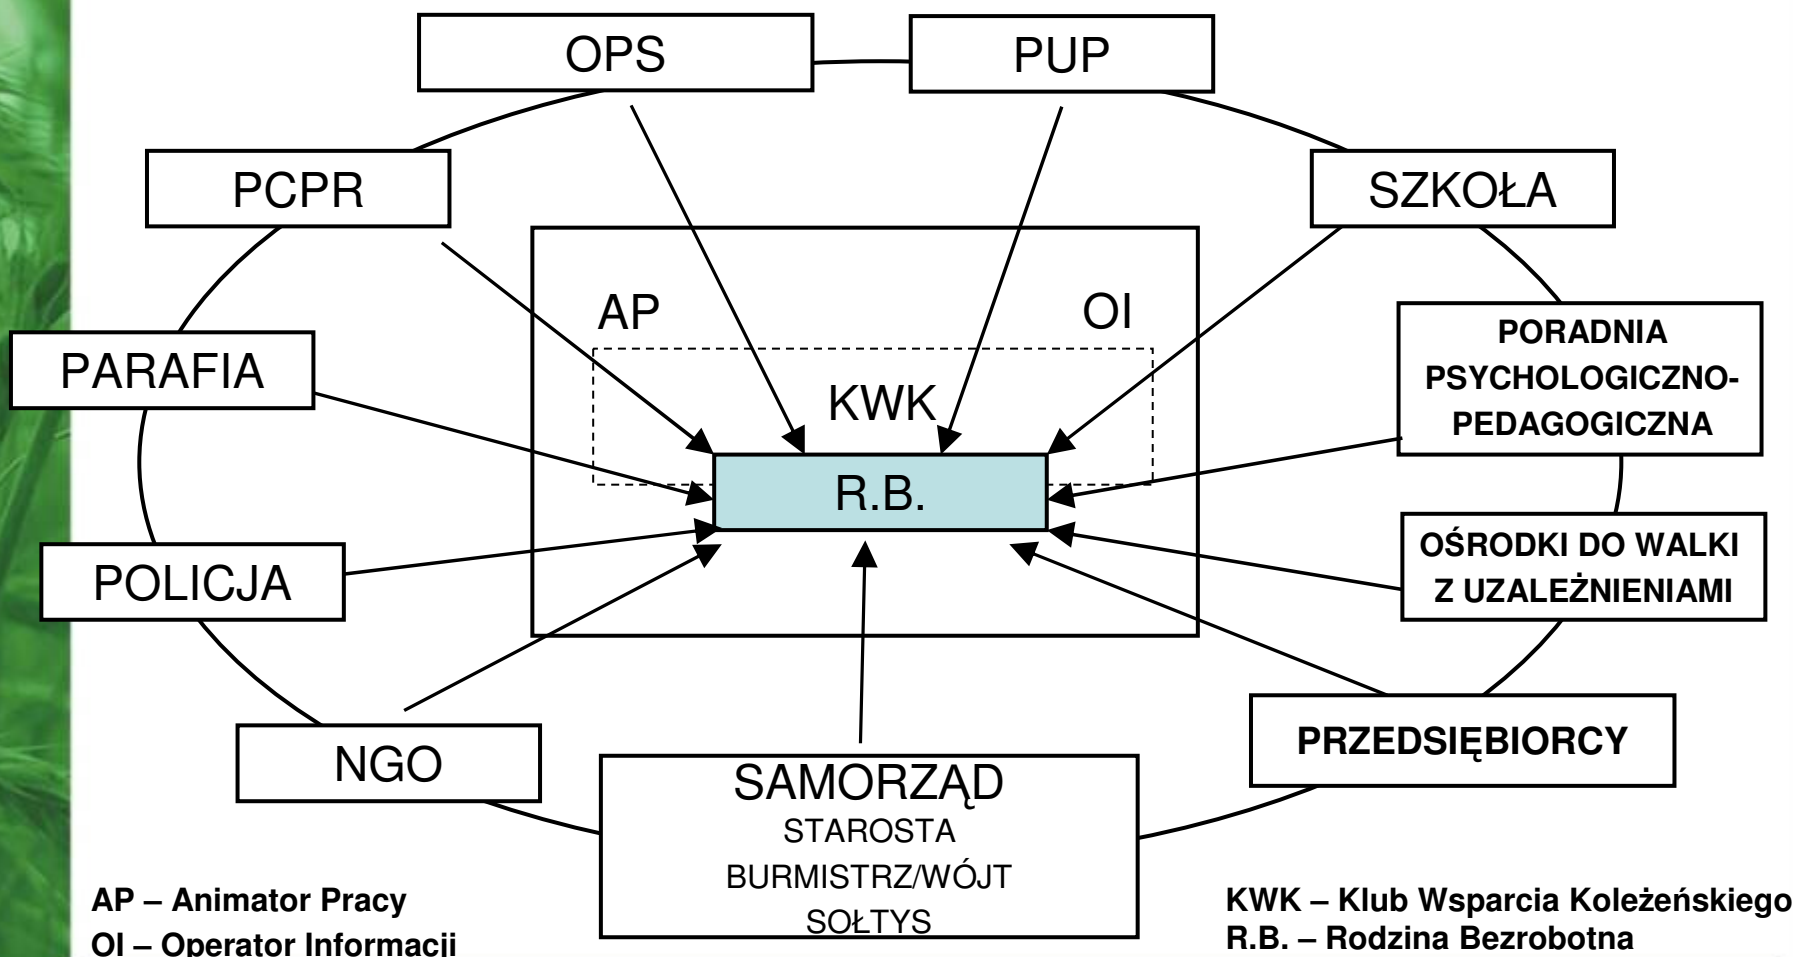 OPS
PUP
PCPR
SZKOŁA
AP
OI
PARAFIA
PORADNIA
PSYCHOLOGICZNO-
PEDAGOGICZNA
KWK
R.B.
POLICJA
OŚRODKI DO WALKI
Z UZALEŻNIENIAMI
NGO
SAMORZĄD
STAROSTA
BURMISTRZ/WÓJT
SOŁTYS
PRZEDSIĘBIORCY
AP – Animator Pracy
OI – Operator Informacji
KWK – Klub Wsparcia Koleżeńskiego
R.B. – Rodzina Bezrobotna